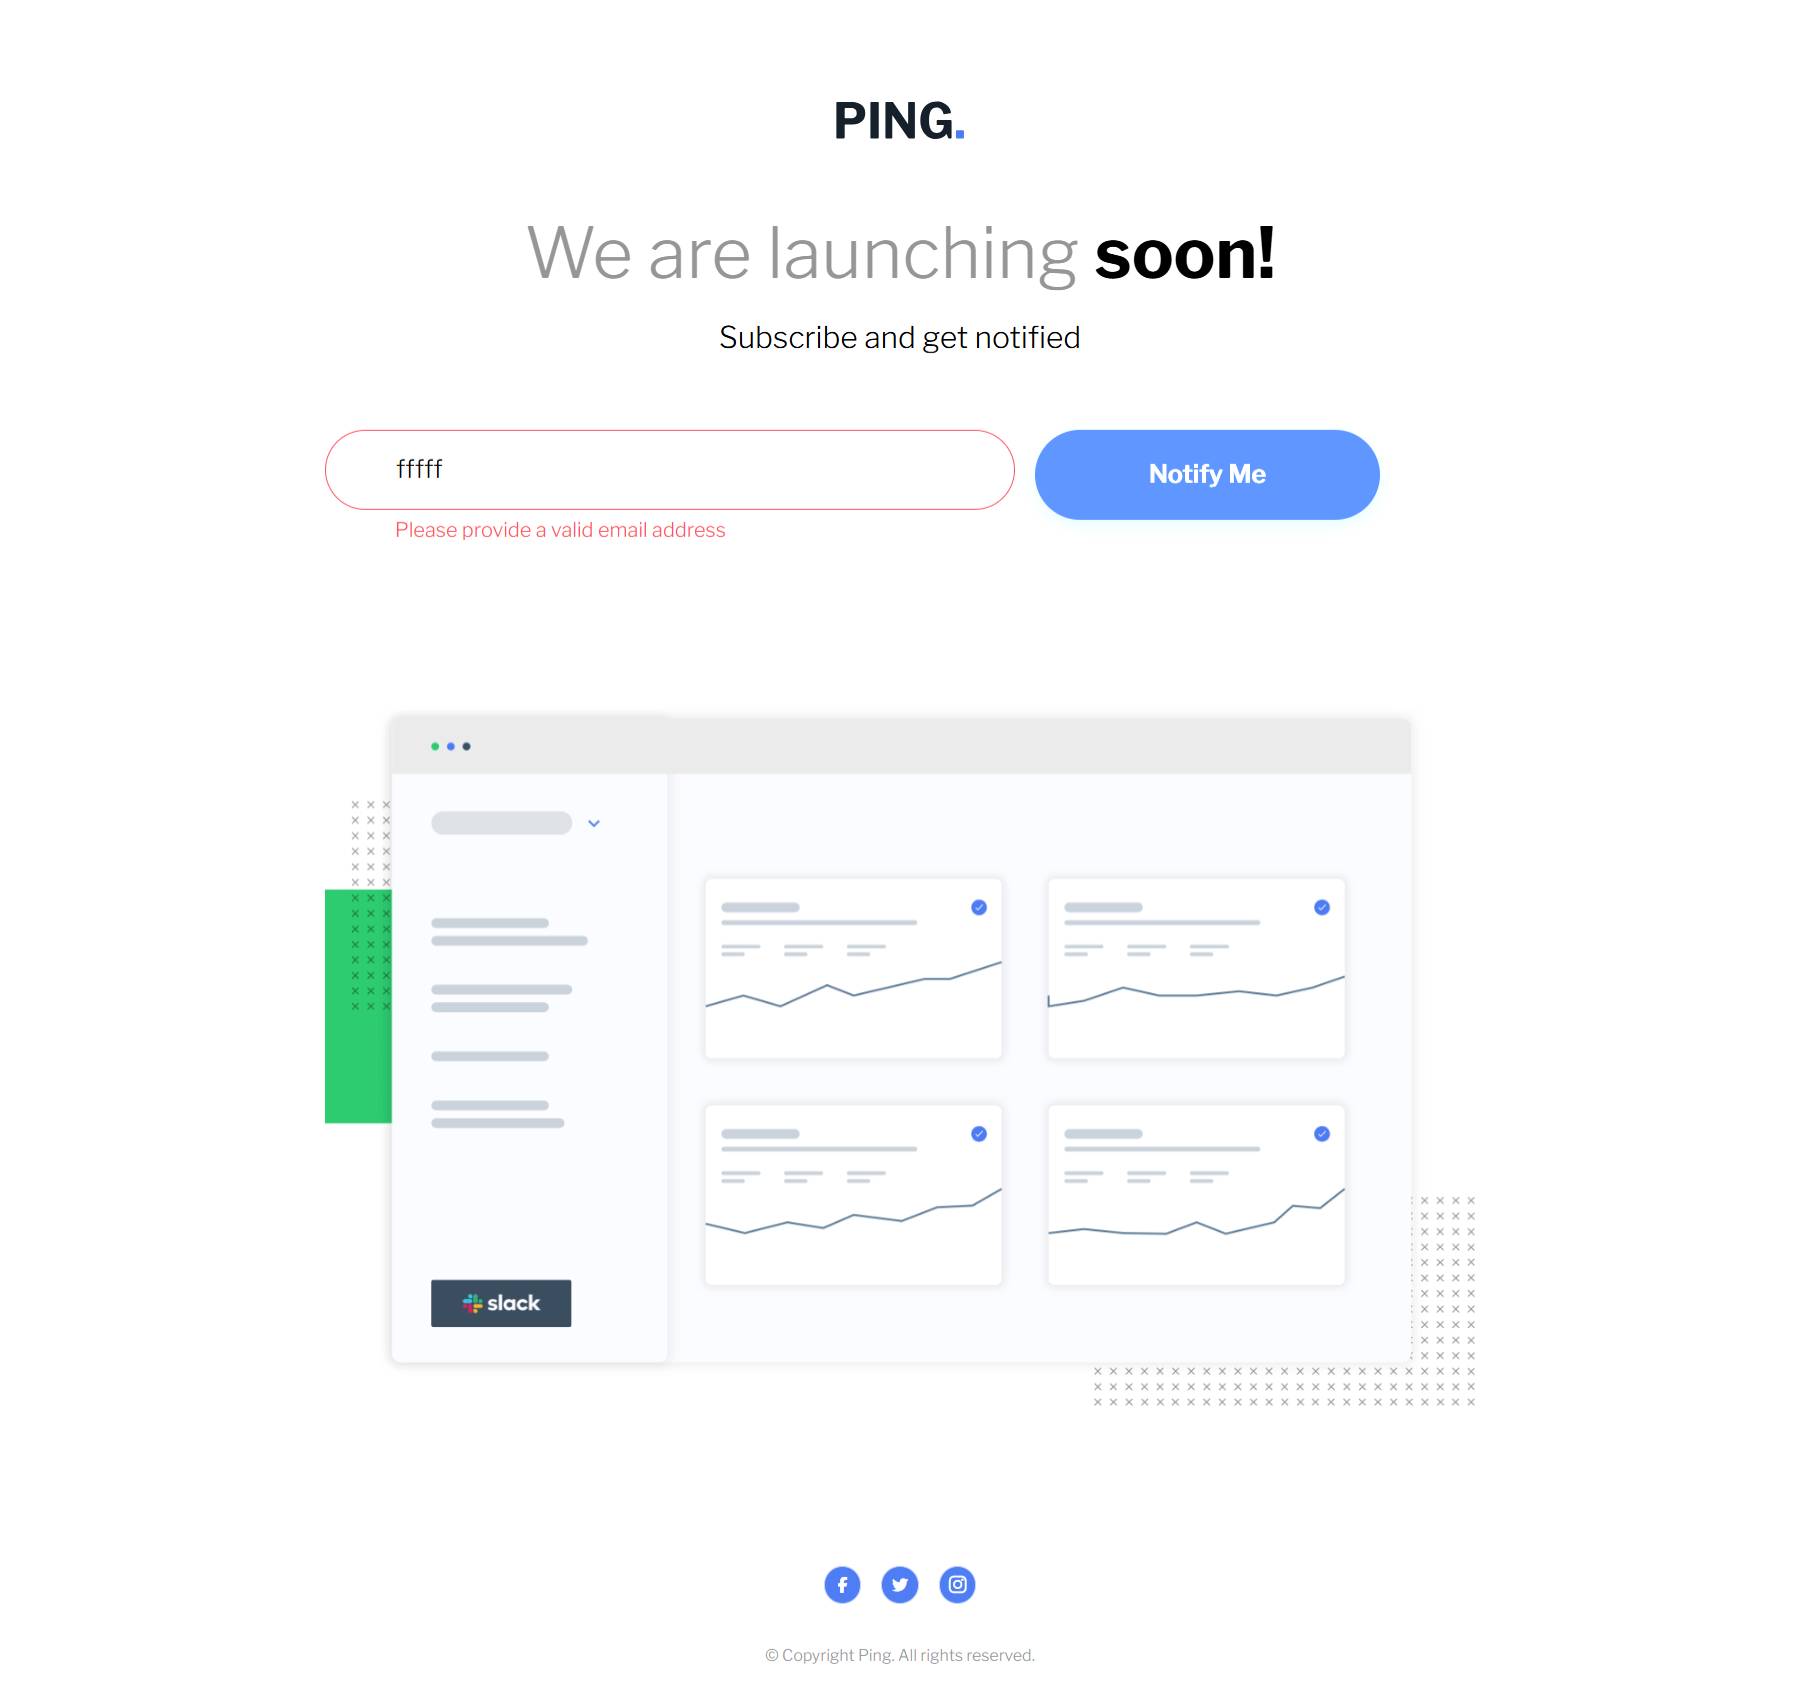 PING.
We are launching soon!
Subscribe and get notified
fffff
Notify Me
Please provide a valid email address
slack
© Copyright Ping. All rights reserved.